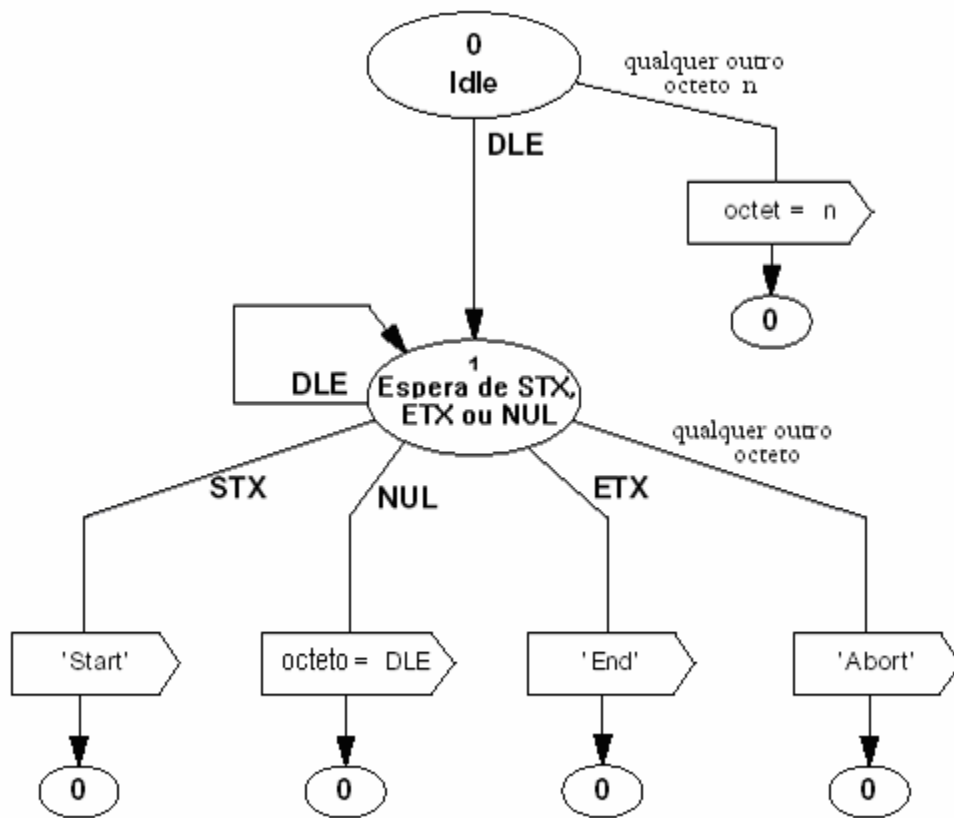 0
Idle
qualquer outro
octeto n
DLE
octet = n
0
1
Espera de STX,
ETX ou NUL
DLE
qualquer outro
octeto
STX
NUL
ETX
'Start'
octeto = DLE
'End'
'Abort'
0
0
0
0